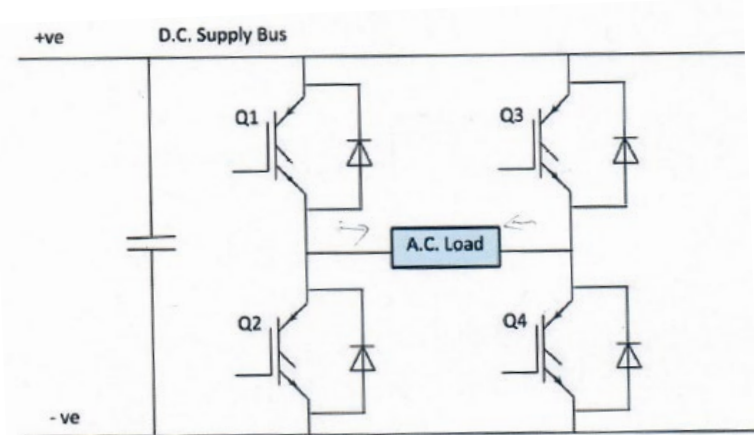 +ve D.C. Supply Bus
Q1 Q3
A.C. Load
Q2 Q4
- ve